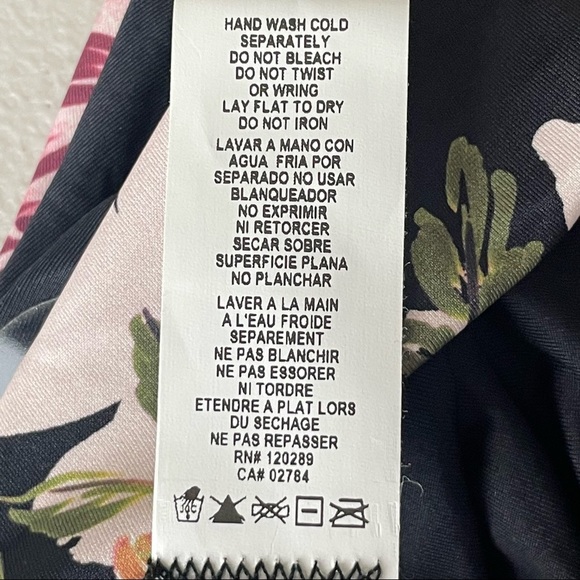 HAND WASH COLD
SEPARATELY
DO NOT BLEACH
DO NOT TWIST
OR WRING
LAY FLAT TO DRY
DO NOT IRON
LAVAR A MANO CON
AGUA FRIA POR
SEPARADO NO USAR
BLANQUEADOR
NO EXPRIMIR
NI RETORCER
SECAR SOBRE
SUPERFICIE PLANA
NO PLANCHAR
LAVER A LA MAIN
A L'EAU FROIDE
SEPAREMENT
NE PAS BLANCHIR
NE PAS ESSORER
NI TORDRE
ETENDRE A PLAT LORS
DU SECHAGE
NE PAS REPASSER
RN# 120289
CA# 02784